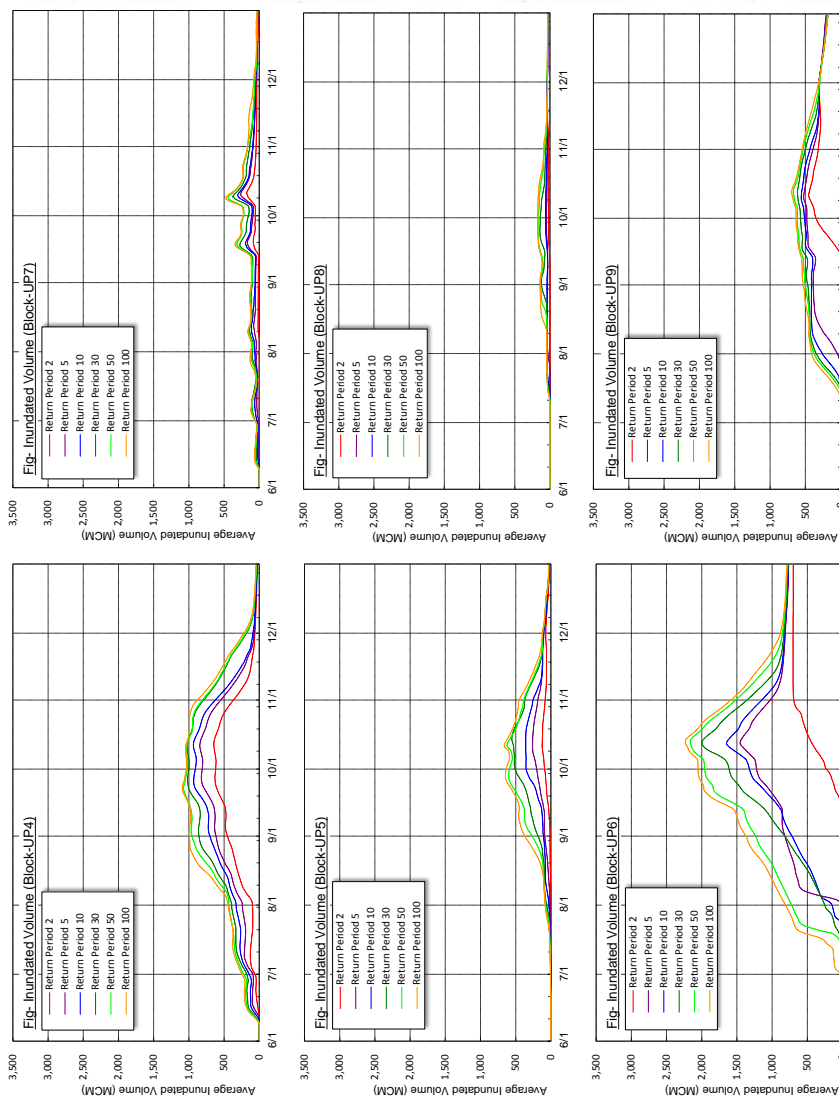 Fig- Inundated Volume (Block-UP4)
Average Inundated Volume (MCM)
3,500
3,000
2,500
2,000
1,500
1,000
500
0
Return Period 2
Return Period 5
Return Period 10
Return Period 30
Return Period 50
Return Period 100
6/1
7/1
8/1
9/1
10/1
11/1
12/1
Fig- Inundated Volume (Block-UP7)
Average Inundated Volume (MCM)
3,500
3,000
2,500
2,000
1,500
1,000
500
0
Return Period 2
Return Period 5
Return Period 10
Return Period 30
Return Period 50
Return Period 100
6/1
7/1
8/1
9/1
10/1
11/1
12/1
Fig- Inundated Volume (Block-UP5)
Average Inundated Volume (MCM)
3,500
3,000
2,500
2,000
1,500
1,000
500
0
Return Period 2
Return Period 5
Return Period 10
Return Period 30
Return Period 50
Return Period 100
6/1
7/1
8/1
9/1
10/1
11/1
12/1
Fig- Inundated Volume (Block-UP8)
Average Inundated Volume (MCM)
3,500
3,000
2,500
2,000
1,500
1,000
500
0
Return Period 2
Return Period 5
Return Period 10
Return Period 30
Return Period 50
Return Period 100
6/1
7/1
8/1
9/1
10/1
11/1
12/1
Fig- Inundated Volume (Block-UP6)
Average Inundated Volume (MCM)
3,500
3,000
2,500
2,000
1,500
1,000
500
0
Return Period 2
Return Period 5
Return Period 10
Return Period 30
Return Period 50
Return Period 100
Fig- Inundated Volume (Block-UP9)
Average Inundated Volume (MCM)
3,500
3,000
2,500
2,000
1,500
1,000
500
0
Return Period 2
Return Period 5
Return Period 10
Return Period 30
Return Period 50
Return Period 100